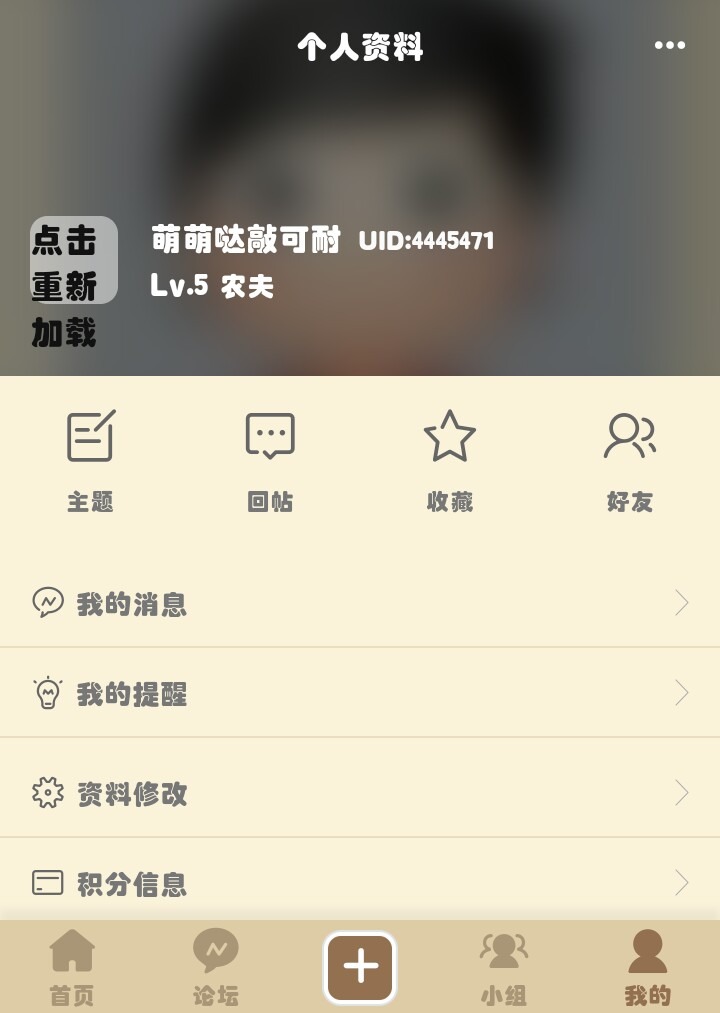 个人资料
萌萌哒敲可耐 UID:4445471
Lv.5 农夫
点击
重新
加载
主题 回帖 收藏 好友
我的消息
我的提醒
资料修改
积分信息
首页 论坛 小组 我的